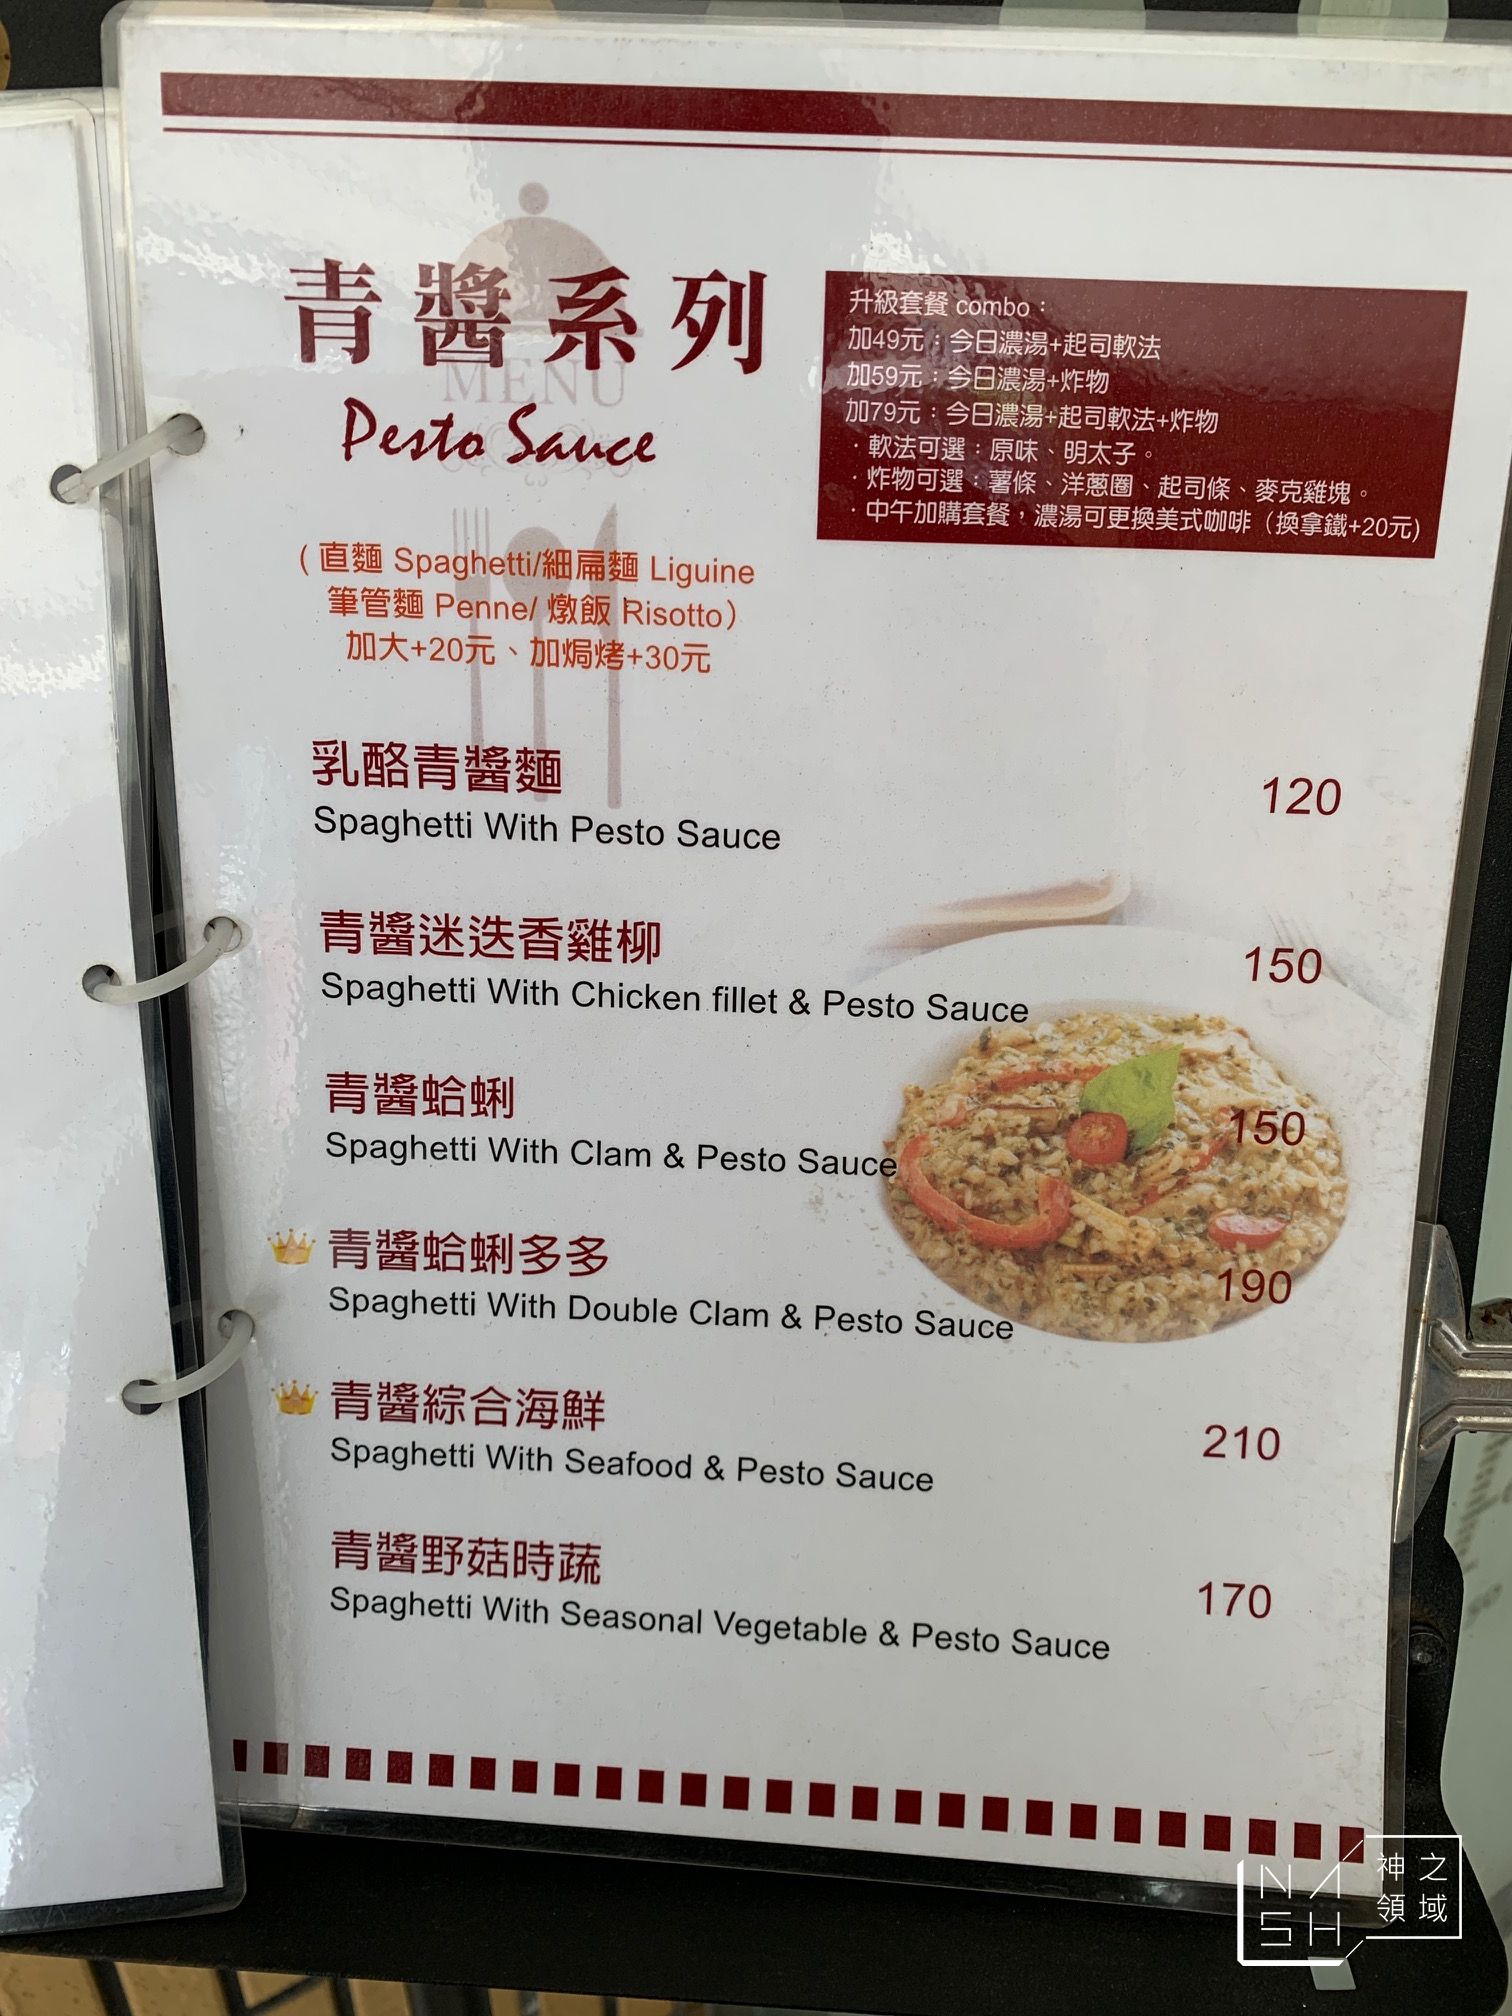 青醬系列
MENU
Pesto Sauce
升級套餐 combo：
加49元：今日濃湯+起司軟法
加59元：今日濃湯+炸物
加79元：今日濃湯+起司軟法+炸物
・軟法可選：原味、明太子。
・炸物可選：薯條、洋蔥圈、起司條、麥克雞塊。
・中午加購套餐，濃湯可更換美式咖啡（換拿鐵+20元）
（直麵 Spaghetti/細扁麵 Liguine
筆管麵 Penne/ 燉飯 Risotto）
加大+20元、加焗烤+30元
乳酪青醬麵 120
Spaghetti With Pesto Sauce
青醬迷迭香雞柳 150
Spaghetti With Chicken fillet & Pesto Sauce
青醬蛤蜊 150
Spaghetti With Clam & Pesto Sauce
青醬蛤蜊多多 190
Spaghetti With Double Clam & Pesto Sauce
青醬綜合海鮮 210
Spaghetti With Seafood & Pesto Sauce
青醬野菇時蔬 170
Spaghetti With Seasonal Vegetable & Pesto Sauce
NASH
神之領域